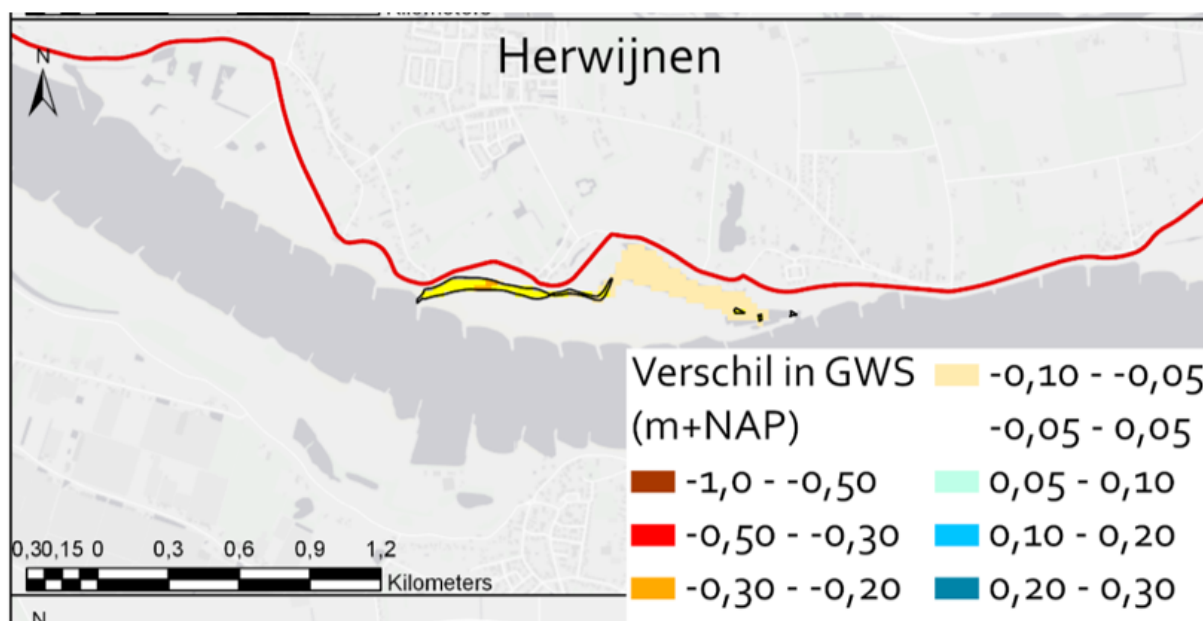 Kilometers
Herwijnen
N
Verschil in GWS
(m+NAP)
-1,0 - -0,50
-0,50 - -0,30
-0,30 - -0,20
-0,10 - -0,05
-0,05 - 0,05
0,05 - 0,10
0,10 - 0,20
0,20 - 0,30
0,30,15 0 0,3 0,6 0,9 1,2
Kilometers
N